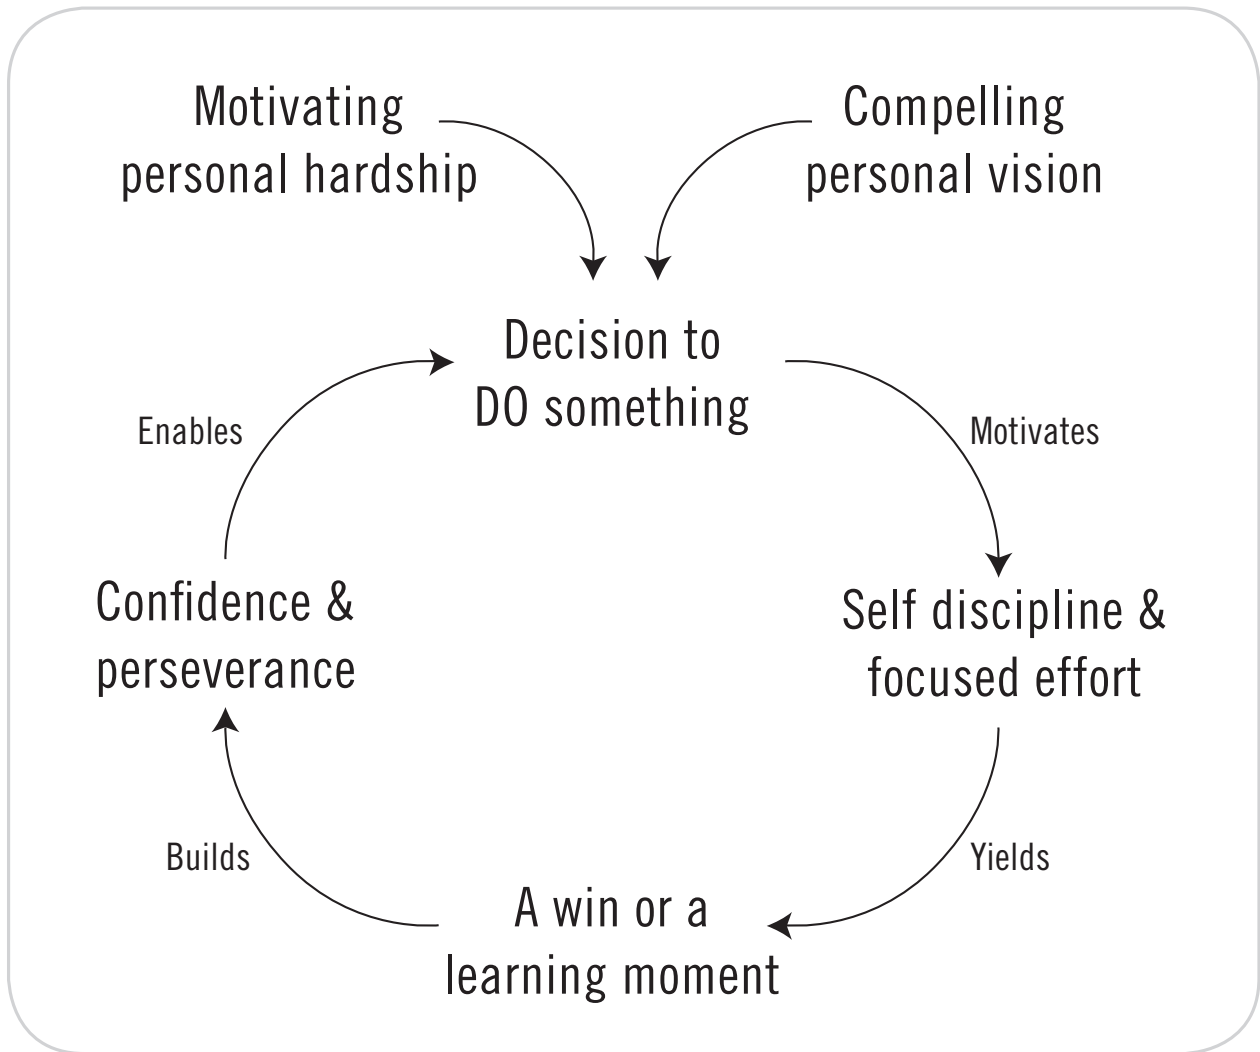 Motivating
personal hardship
Compelling
personal vision
Decision to
DO something
Enables
Motivates
Confidence &
perseverance
Self discipline &
focused effort
Builds
Yields
A win or a
learning moment